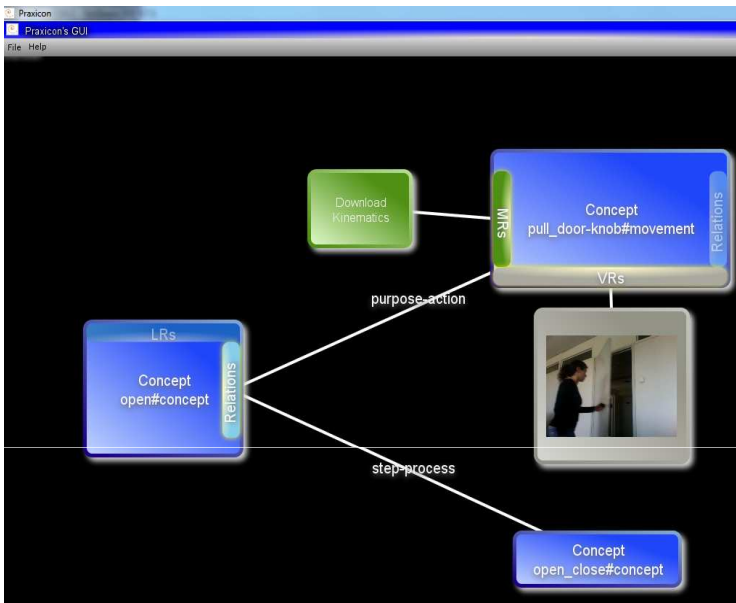 Praxicon
Praxicon's GUI
File Help
Download
Kinematics
MRs
Concept
pull_door-knob#movement
Relations
VRs
purpose-action
LRs
Concept
open#concept
Relations
step-process
Concept
open_close#concept